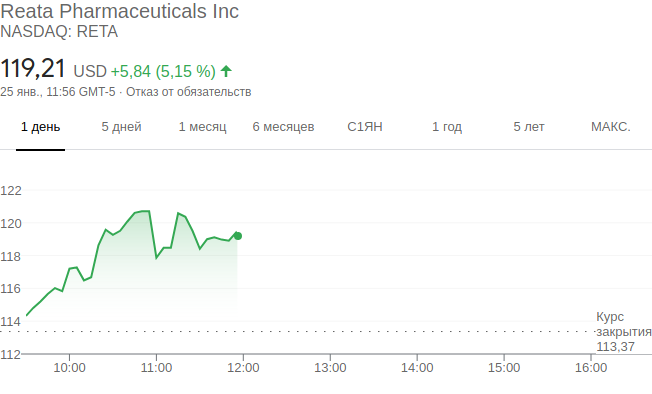 Reata Pharmaceuticals Inc
NASDAQ: RETA
119,21 USD +5,84 (5,15 %)
25 янв., 11:56 GMT-5 · Отказ от обязательств
1 день 5 дней 1 месяц 6 месяцев С1ЯН 1 год 5 лет МАКС.
122
120
118
116
114
112
Курс
закрытия
113,37
10:00 11:00 12:00 13:00 14:00 15:00 16:00